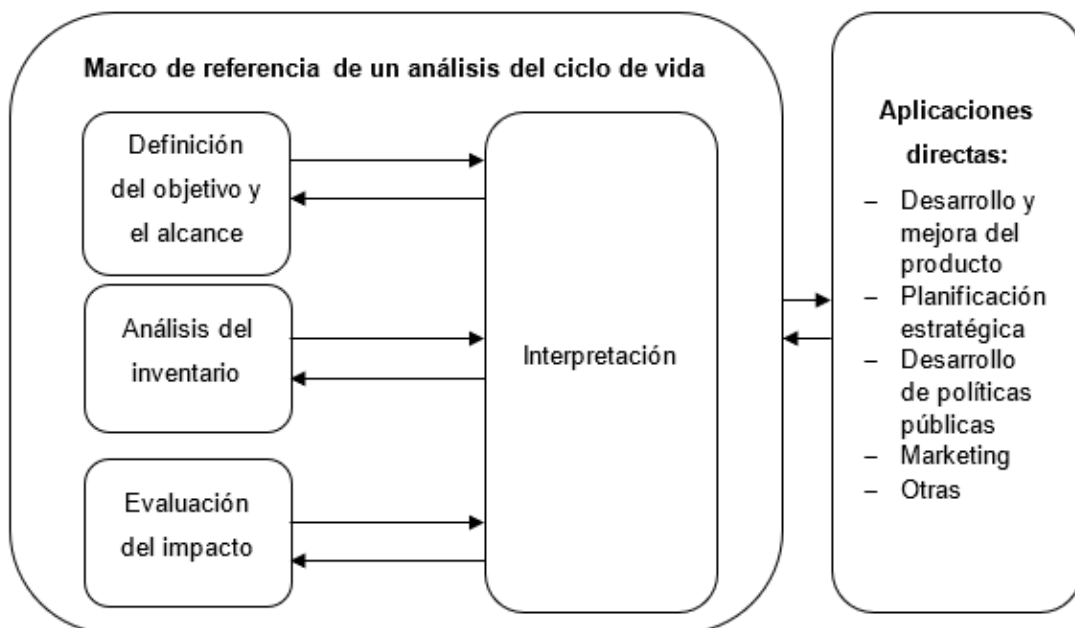 Marco de referencia de un análisis del ciclo de vida
Definición
del objetivo y
el alcance
Análisis del
inventario
Evaluación
del impacto
Interpretación
Aplicaciones
directas:
– Desarrollo y
mejora del
producto
– Planificación
estratégica
– Desarrollo
de políticas
públicas
– Marketing
– Otras